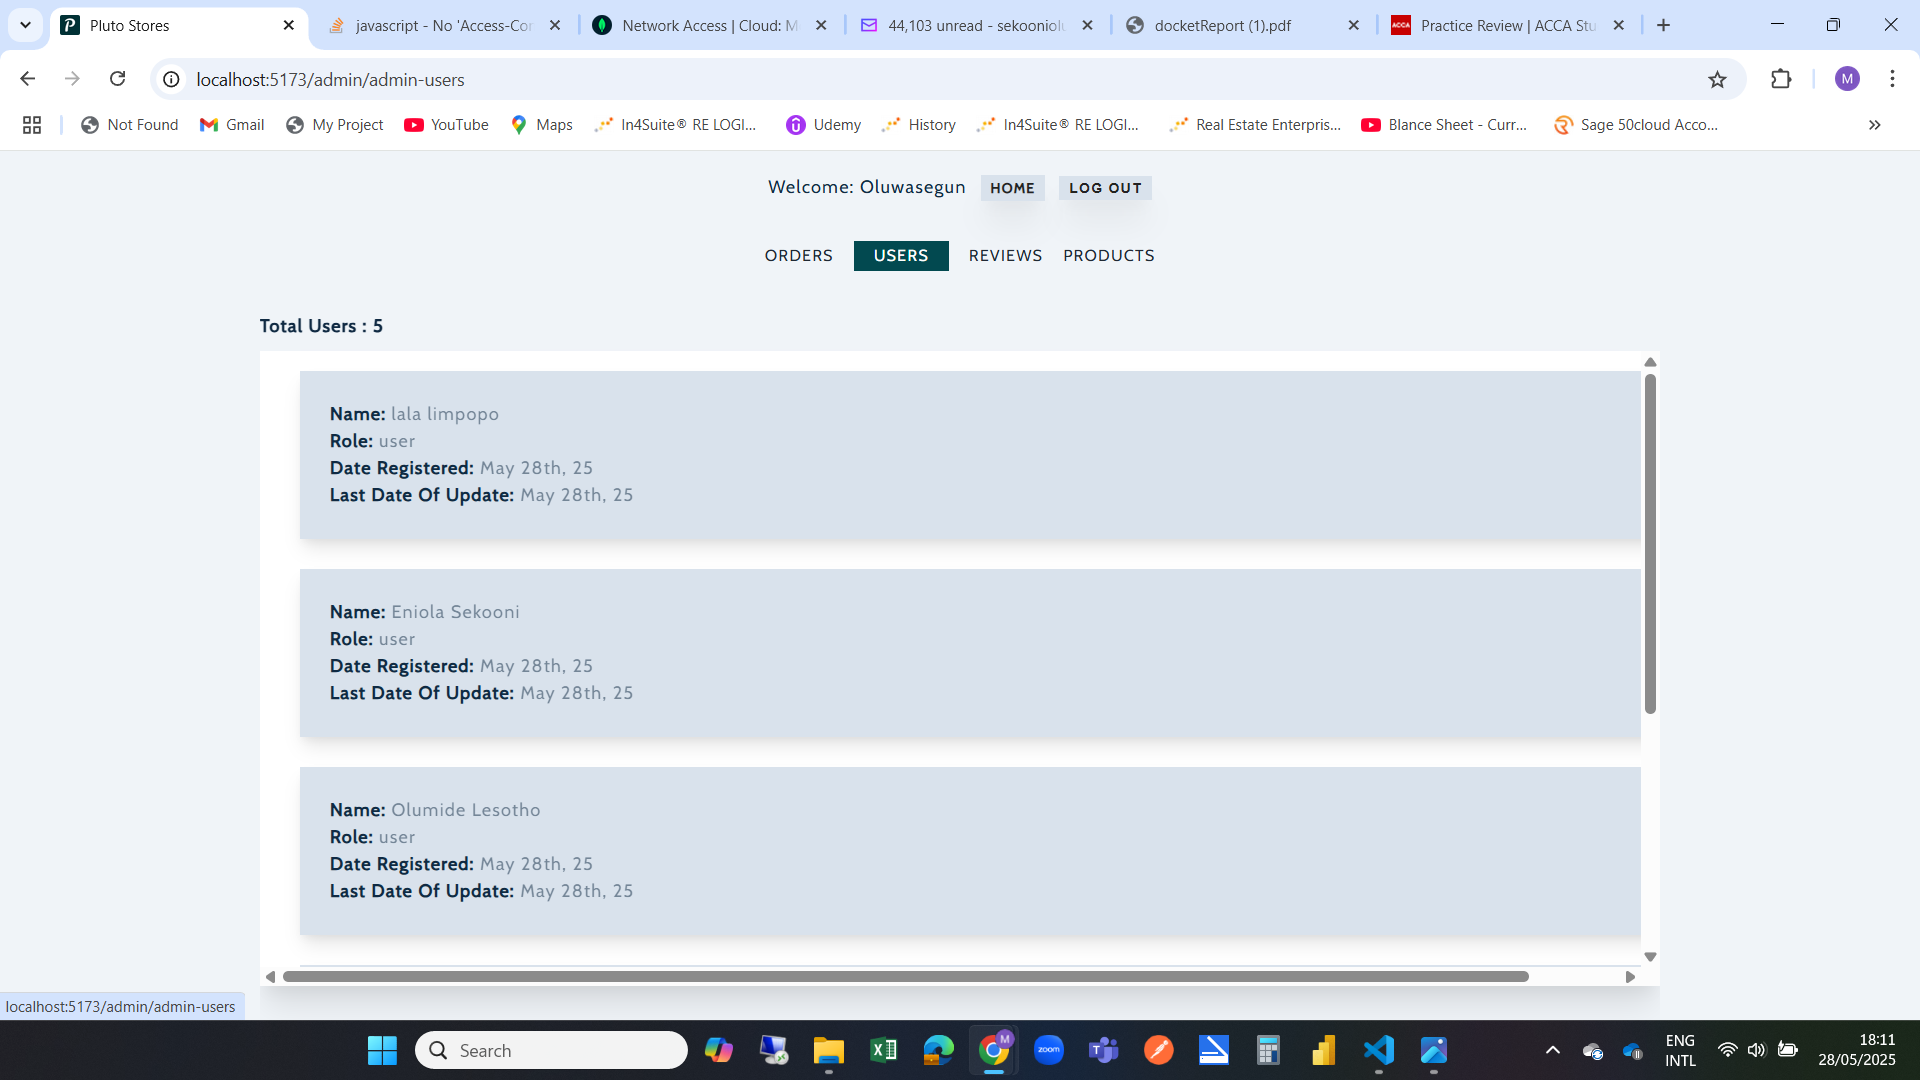 Pluto Stores
javascript - No 'Access-Cor
Network Access | Cloud: M
44,103 unread - sekooniolu
docketReport (1).pdf
Practice Review | ACCA Stu
localhost:5173/admin/admin-users
M
Not Found
Gmail
My Project
YouTube
Maps
In4Suite® RE LOGI...
Udemy
History
In4Suite® RE LOGI...
Real Estate Enterpris...
Blance Sheet - Curr...
Sage 50cloud Acco...
Welcome: Oluwasegun HOME LOG OUT
ORDERS USERS REVIEWS PRODUCTS
Total Users : 5
Name: lala limpopo
Role: user
Date Registered: May 28th, 25
Last Date Of Update: May 28th, 25
Name: Eniola Sekooni
Role: user
Date Registered: May 28th, 25
Last Date Of Update: May 28th, 25
Name: Olumide Lesotho
Role: user
Date Registered: May 28th, 25
Last Date Of Update: May 28th, 25
localhost:5173/admin/admin-users
Search
M
zoom
ENG
INTL
18:11
28/05/2025